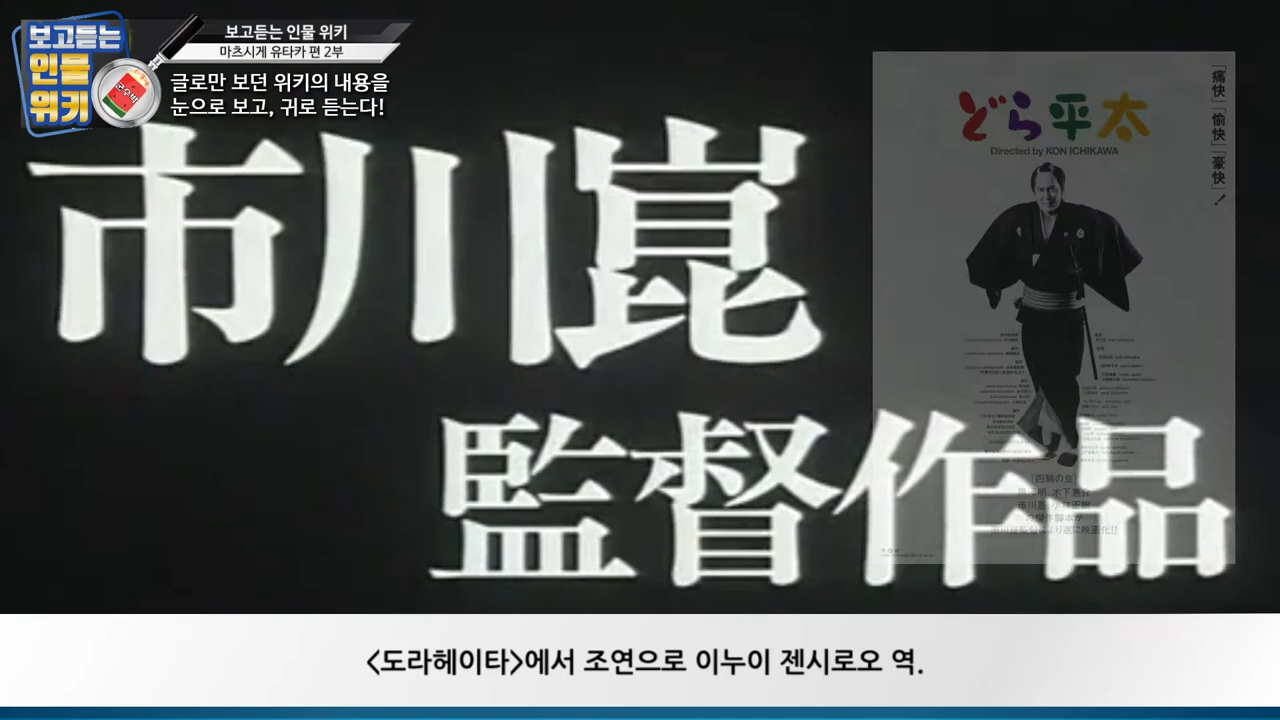 보고듣는
인물
위키
군수박
보고듣는 인물 위키
마츠시게 유타카 편 2부
글로만 보던 위키의 내용을
눈으로 보고, 귀로 듣는다!
市川崑
監督作品
「痛快」「愉快」「豪快」!
どら平太
Directed by KON ICHIKAWA
<도라헤이타>에서 조연으로 이누이 젠시로오 역.